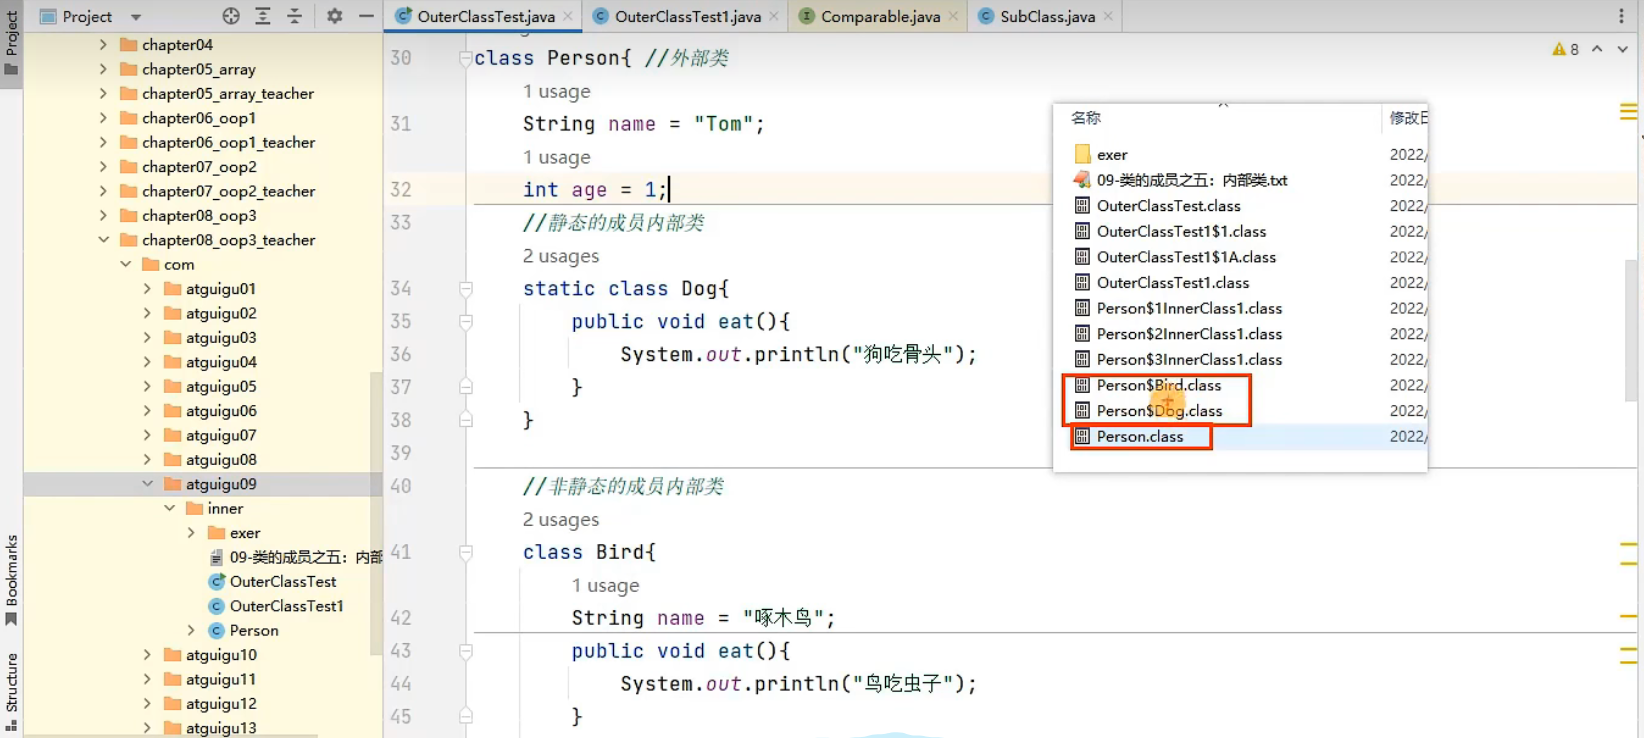 Project
OuterClassTest.java
OuterClassTest1.java
Comparable.java
SubClass.java
Project
Bookmarks
Structure
chapter04
chapter05_array
chapter05_array_teacher
chapter06_oop1
chapter06_oop1_teacher
chapter07_oop2
chapter07_oop2_teacher
chapter08_oop3
chapter08_oop3_teacher
com
atguigu01
atguigu02
atguigu03
atguigu04
atguigu05
atguigu06
atguigu07
atguigu08
atguigu09
inner
exer
09-类的成员之五：内部
OuterClassTest
OuterClassTest1
Person
atguigu10
atguigu11
atguigu12
atguigu13
8
30 class Person{ //外部类
1 usage
31 String name = "Tom";
1 usage
32 int age = 1;
33 //静态的成员内部类
2 usages
34 static class Dog{
35 public void eat(){
36 System.out.println("狗吃骨头");
37 }
38 }
39
40 //非静态的成员内部类
2 usages
41 class Bird{
1 usage
42 String name = "啄木鸟";
43 public void eat(){
44 System.out.println("鸟吃虫子");
45 }
名称 修改日
exer 2022/
09-类的成员之五：内部类.txt 2022/
OuterClassTest.class 2022/
OuterClassTest1$1.class 2022/
OuterClassTest1$1A.class 2022/
OuterClassTest1.class 2022/
Person$1InnerClass1.class 2022/
Person$2InnerClass1.class 2022/
Person$3InnerClass1.class 2022/
Person$Bird.class 2022/
Person$Dog.class 2022/
Person.class 2022/